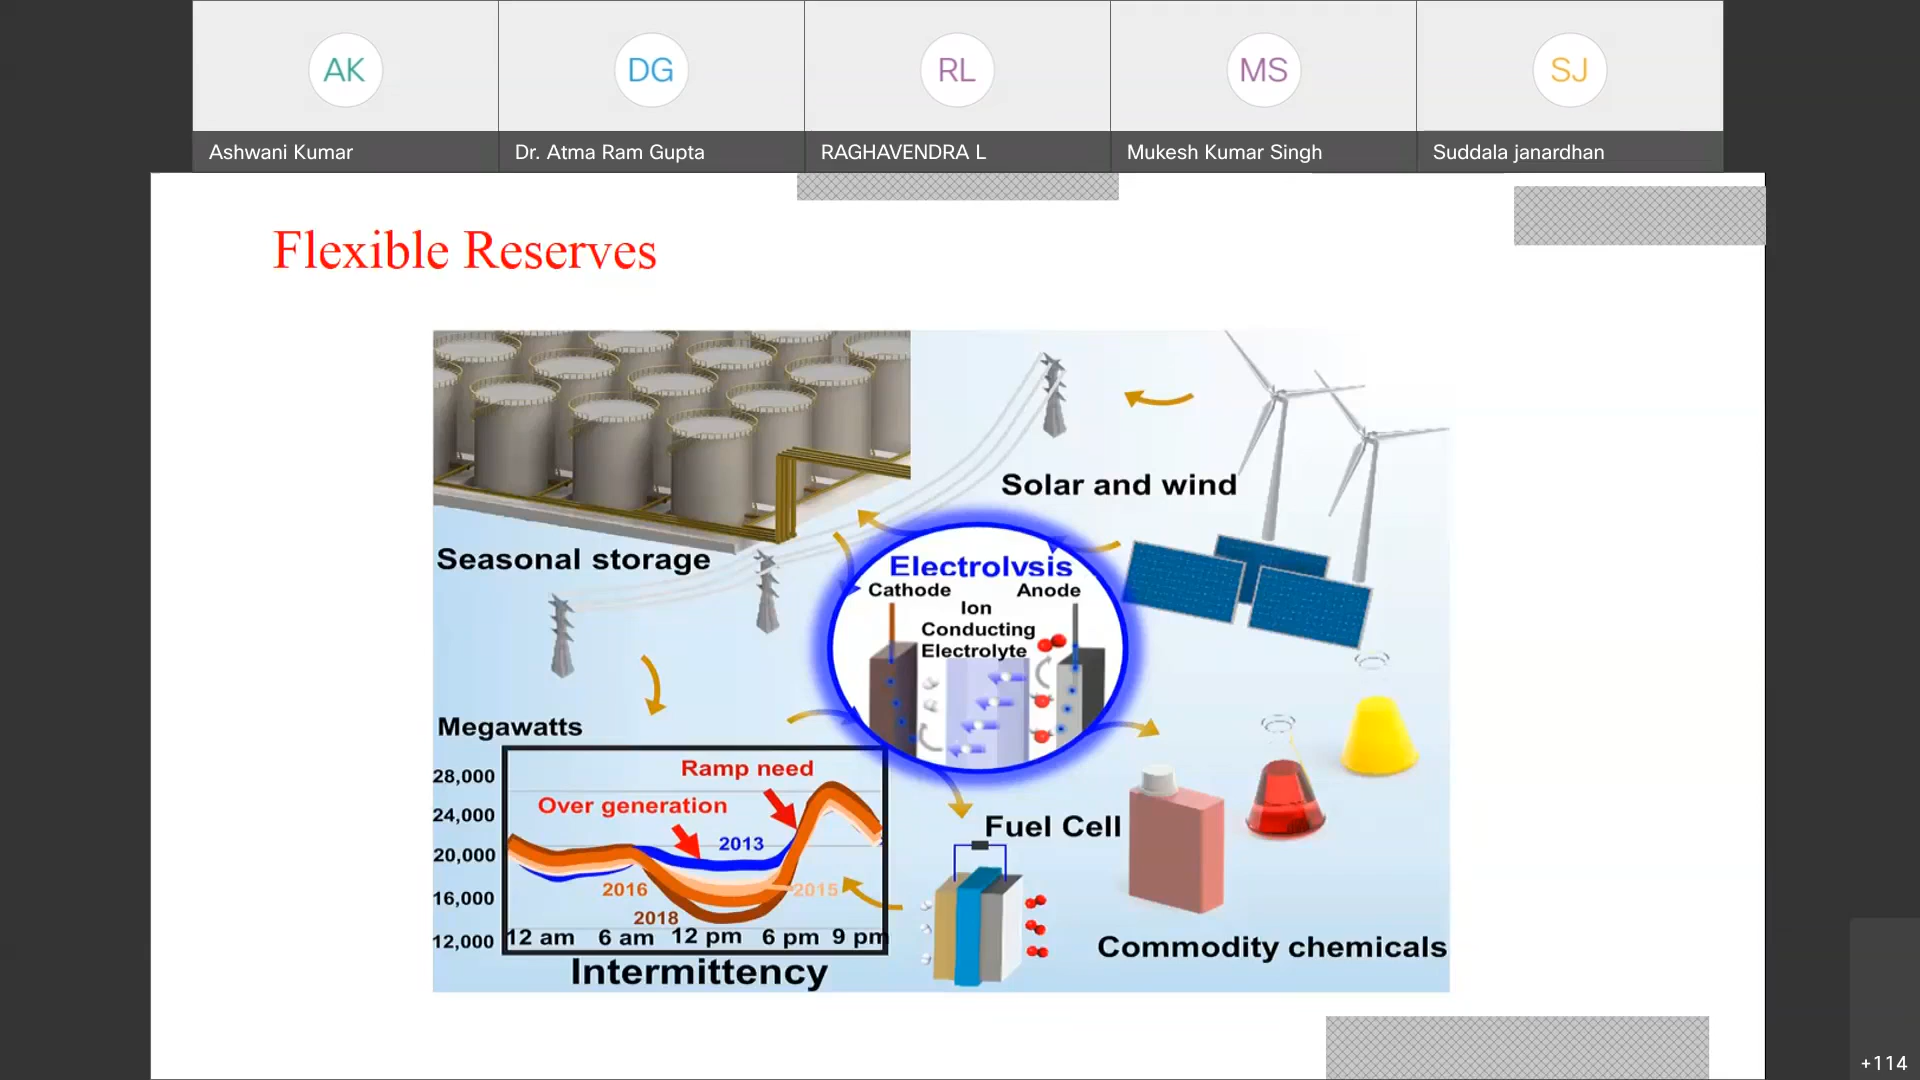 AK
DG
RL
MS
SJ
Ashwani Kumar
Dr. Atma Ram Gupta
RAGHAVENDRA L
Mukesh Kumar Singh
Suddala janardhan
Flexible Reserves
Solar and wind
Seasonal storage
Electrolysis
Cathode
Anode
Ion
Conducting
Electrolyte
Megawatts
28,000
24,000
20,000
16,000
12,000
Ramp need
Over generation
2013
2016
2015
2018
12 am
6 am
12 pm
6 pm
9 pm
Intermittency
Fuel Cell
Commodity chemicals
+114